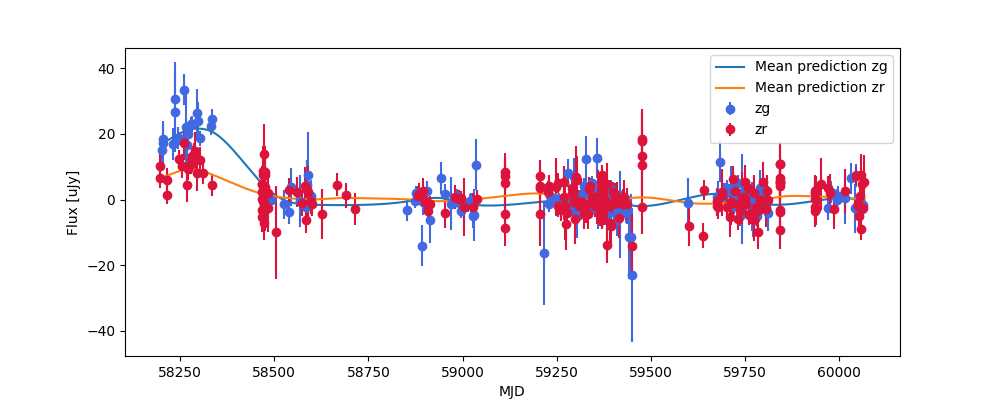 40
20
0
−20
−40
Flux [uJy]
58250
58500
58750
59000
59250
59500
59750
60000
MJD
Mean prediction zg
Mean prediction zr
zg
zr